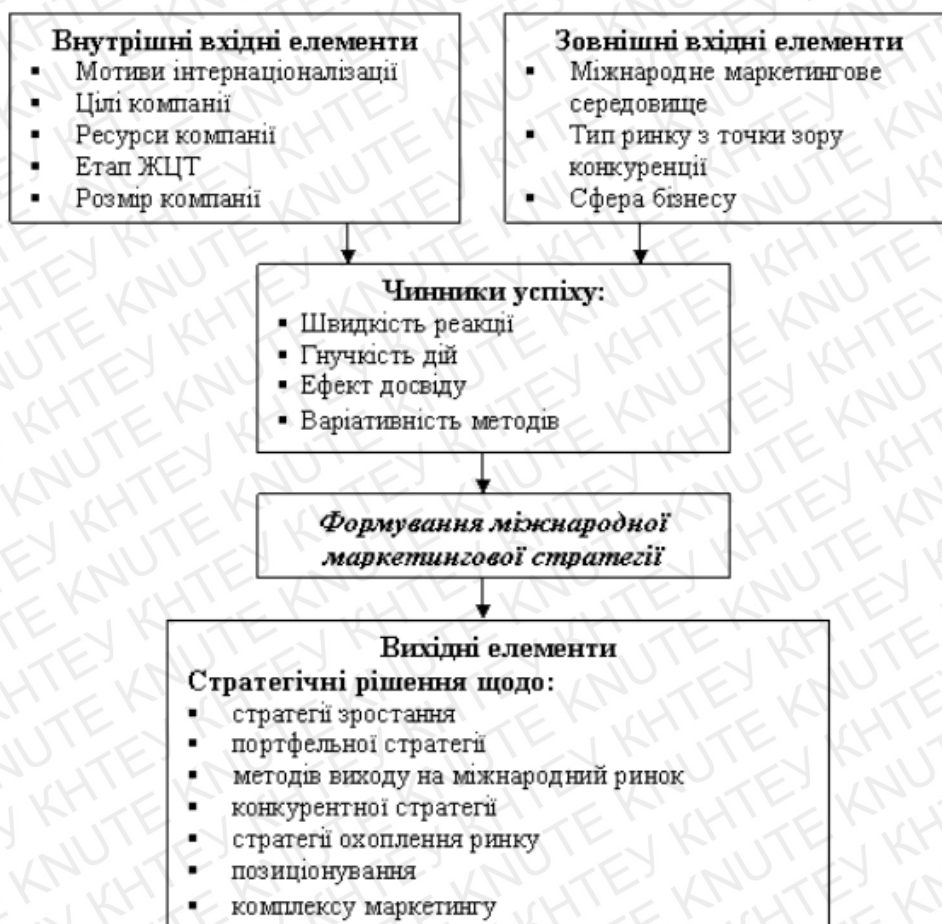 Внутрішні вхідні елементи
▪ Мотиви інтернаціоналізації
▪ Цілі компанії
▪ Ресурси компанії
▪ Етап ЖЦТ
▪ Розмір компанії
Зовнішні вхідні елементи
▪ Міжнародне маркетингове
середовище
▪ Тип ринку з точки зору
конкуренції
▪ Сфера бізнесу
Чинники успіху:
▪ Швидкість реакції
▪ Гнучкість дій
▪ Ефект досвіду
▪ Варіативність методів
Формування міжнародної
маркетингової стратегії
Вихідні елементи
Стратегічні рішення щодо:
▪ стратегії зростання
▪ портфельної стратегії
▪ методів виходу на міжнародний ринок
▪ конкурентної стратегії
▪ стратегії охоплення ринку
▪ позиціонування
▪ комплексу маркетингу